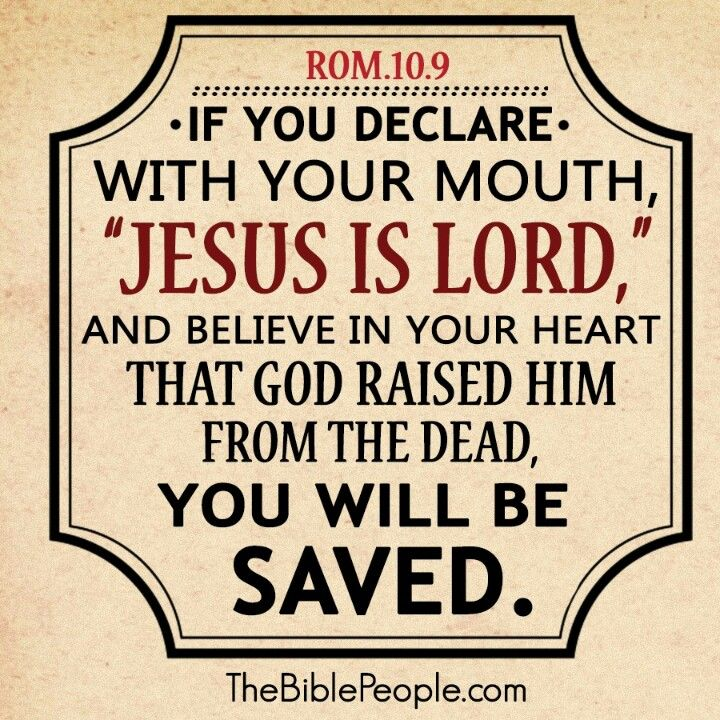 ROM.10.9
·IF YOU DECLARE·
WITH YOUR MOUTH,
“JESUS IS LORD,”
AND BELIEVE IN YOUR HEART
THAT GOD RAISED HIM
FROM THE DEAD,
YOU WILL BE
SAVED.
TheBiblePeople.com